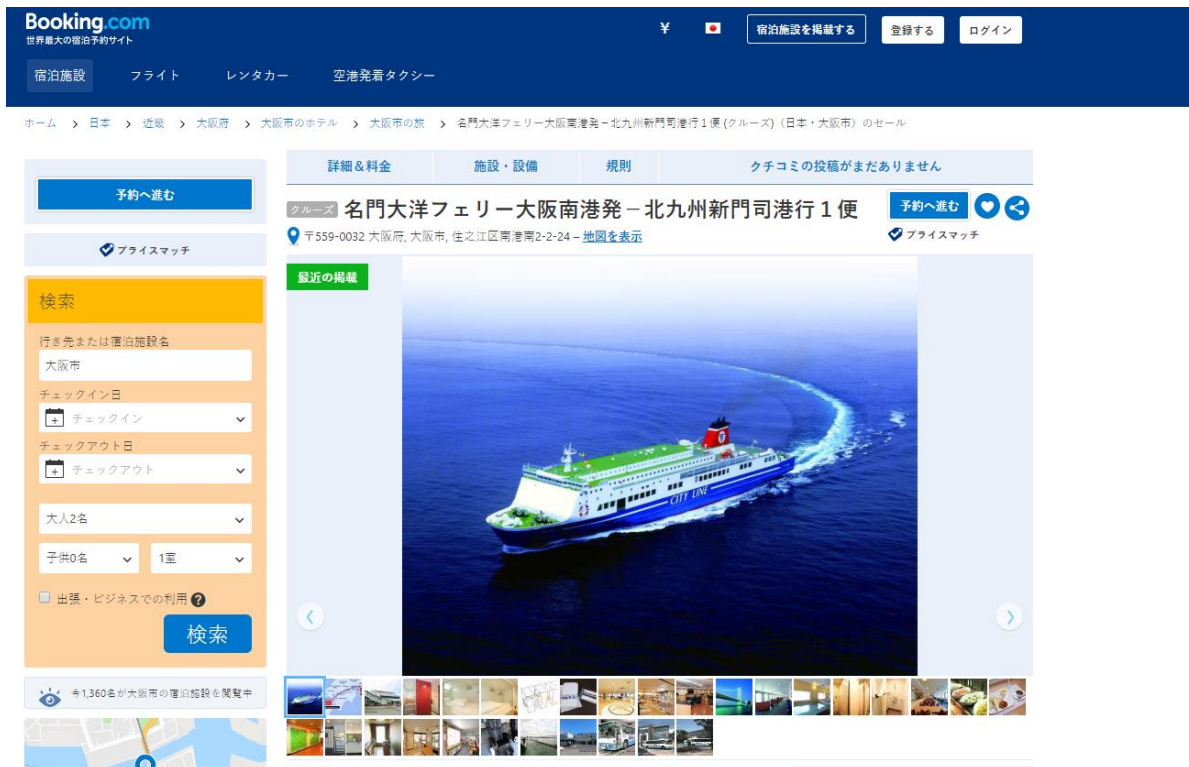 Booking.com
世界最大の宿泊予約サイト
¥
宿泊施設を掲載する
登録する
ログイン
宿泊施設
フライト
レンタカー
空港発着タクシー
ホーム > 日本 > 近畿 > 大阪府 > 大阪市のホテル > 大阪市の旅 > 名門大洋フェリー大阪南港発－北九州新門司港行1便 (クルーズ)（日本・大阪市）のセール
予約へ進む
プライスマッチ
検索
行き先または宿泊施設名
大阪市
チェックイン日
チェックイン
チェックアウト日
チェックアウト
大人2名
子供0名
1室
出張・ビジネスでの利用
検索
今1,360名が大阪市の宿泊施設を閲覧中
詳細＆料金
施設・設備
規則
クチコミの投稿がまだありません
クルーズ 名門大洋フェリー大阪南港発－北九州新門司港行１便
予約へ進む
〒559-0032 大阪府, 大阪市, 住之江区南港南2-2-24 – 地図を表示
プライスマッチ
最近の掲載
CITY LINE